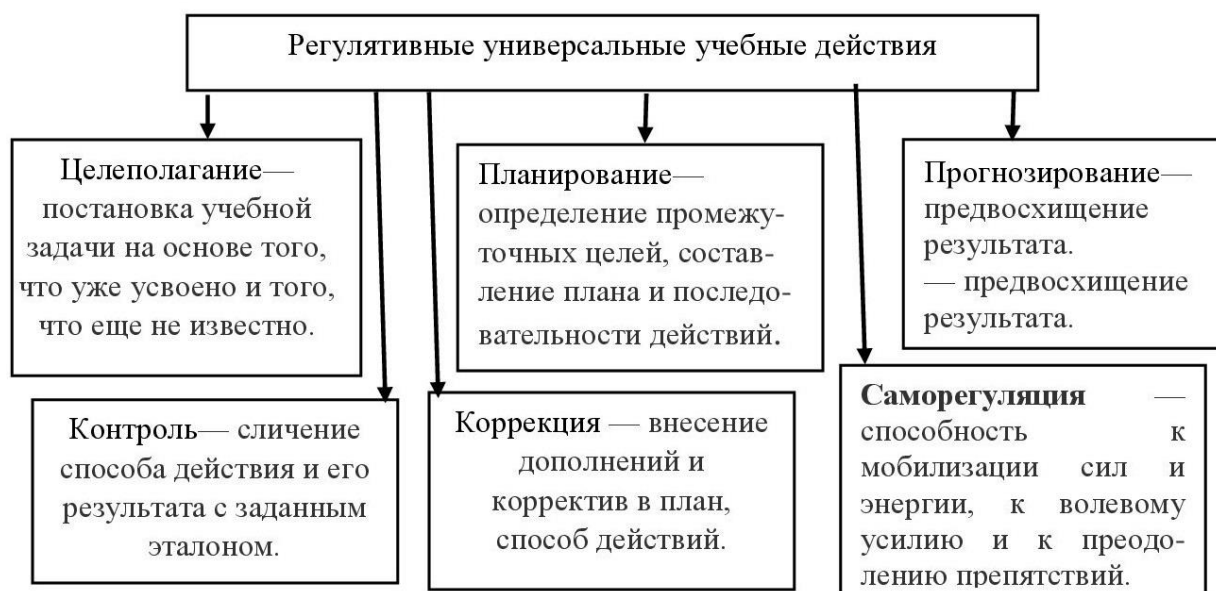 Регулятивные универсальные учебные действия
Целеполагание—
постановка учебной
задачи на основе того,
что уже усвоено и того,
что еще не известно.
Планирование—
определение промежу-
точных целей, состав-
ление плана и последо-
вательности действий.
Прогнозирование—
предвосхищение
результата.
— предвосхищение
результата.
Контроль— сличение
способа действия и его
результата с заданным
эталоном.
Коррекция — внесение
дополнений и
корректив в план,
способ действий.
Саморегуляция —
способность к
мобилизации сил и
энергии, к волевому
усилию и к преодо-
лению препятствий.